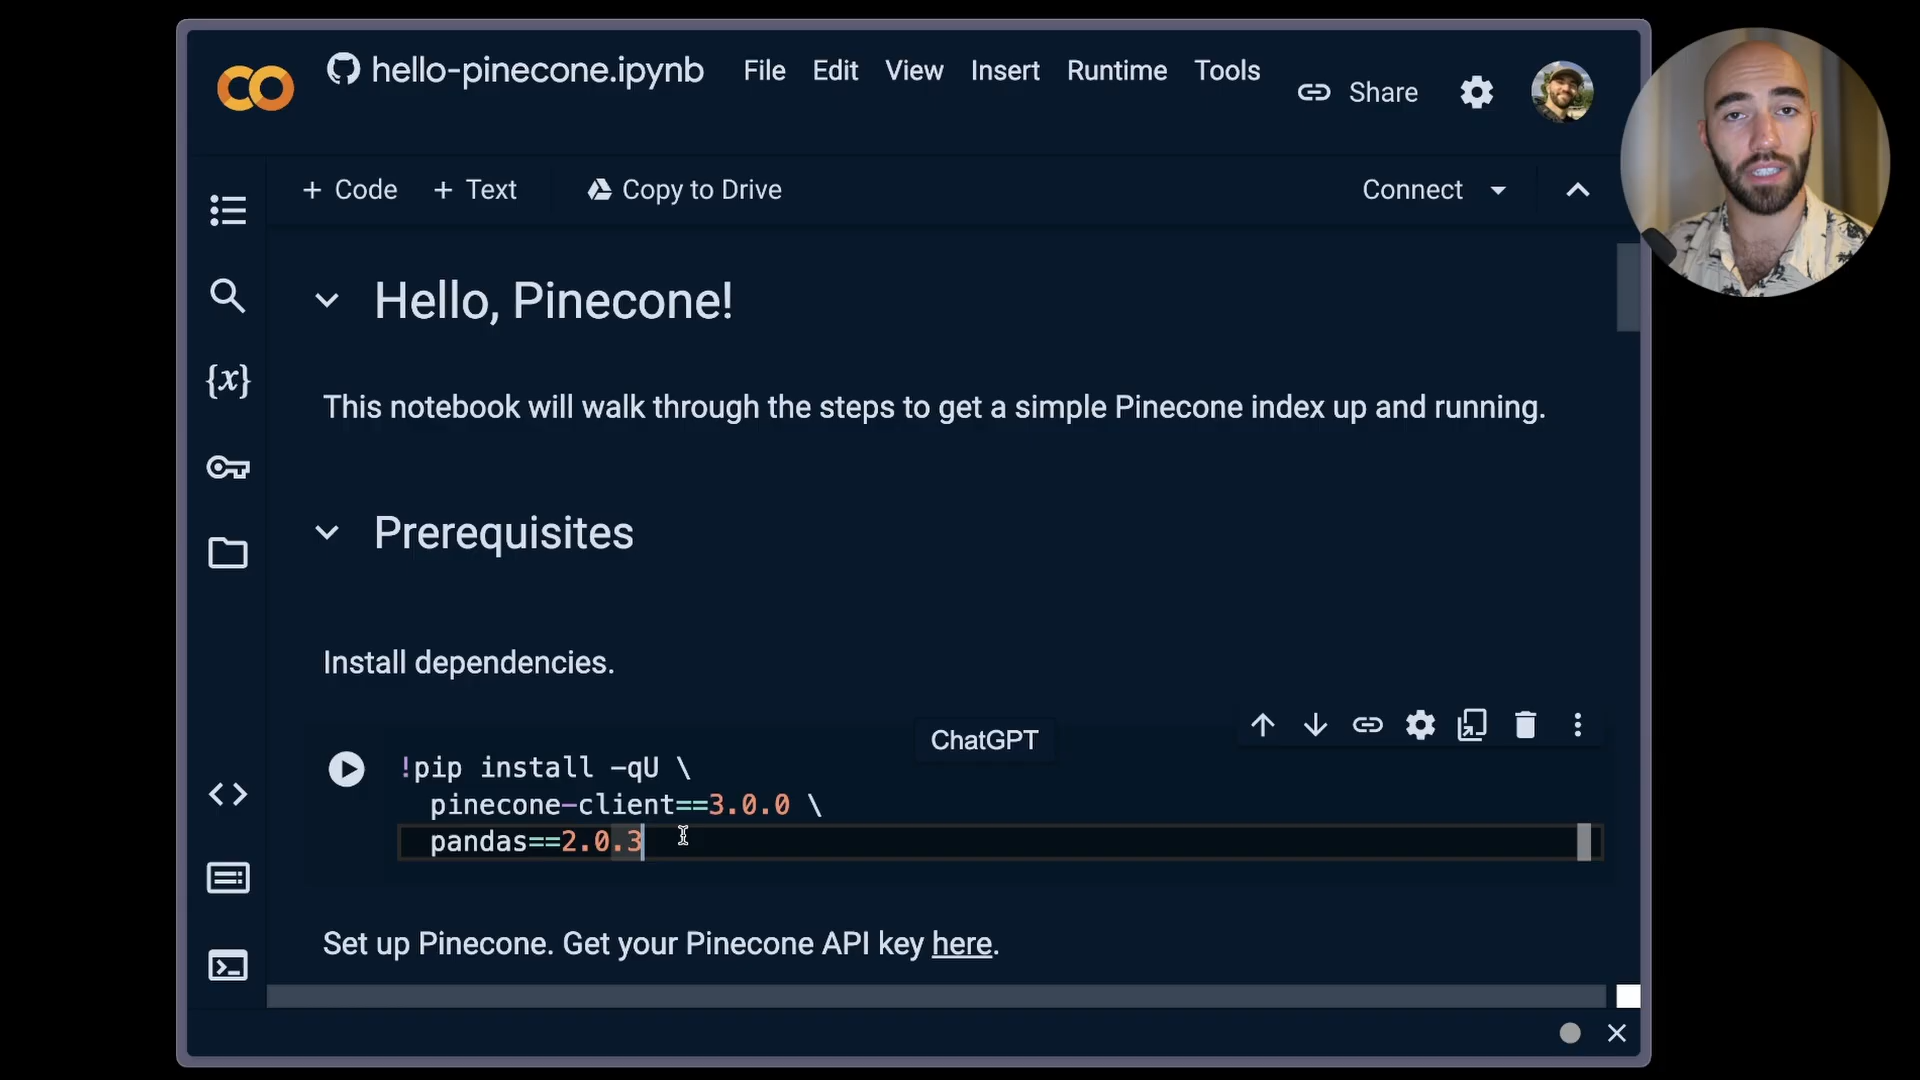 hello-pinecone.ipynb
File Edit View Insert Runtime Tools
Share
+ Code + Text Copy to Drive
Connect
Hello, Pinecone!
This notebook will walk through the steps to get a simple Pinecone index up and running.
Prerequisites
Install dependencies.
ChatGPT
!pip install -qU \
pinecone-client==3.0.0 \
pandas==2.0.3
Set up Pinecone. Get your Pinecone API key here.